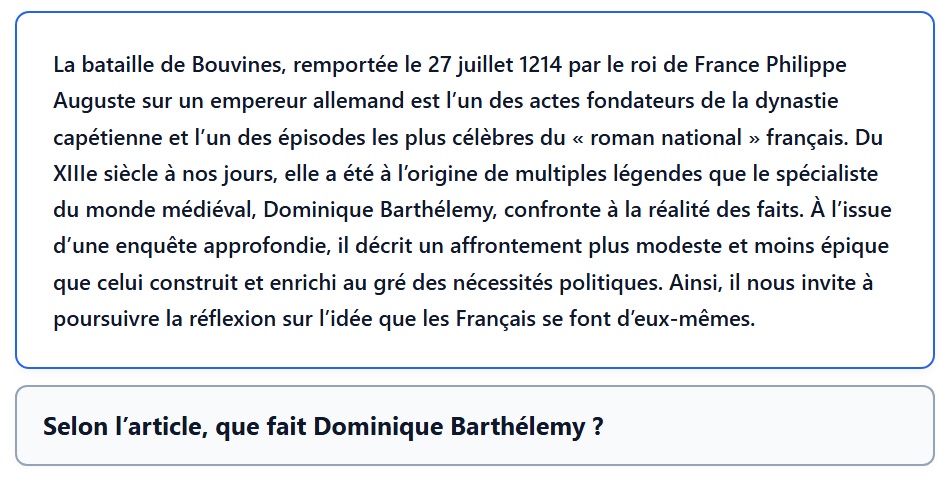 La bataille de Bouvines, remportée le 27 juillet 1214 par le roi de France Philippe
Auguste sur un empereur allemand est l’un des actes fondateurs de la dynastie
capétienne et l’un des épisodes les plus célèbres du « roman national » français. Du
XIIIe siècle à nos jours, elle a été à l’origine de multiples légendes que le spécialiste
du monde médiéval, Dominique Barthélemy, confronte à la réalité des faits. À l’issue
d’une enquête approfondie, il décrit un affrontement plus modeste et moins épique
que celui construit et enrichi au gré des nécessités politiques. Ainsi, il nous invite à
poursuivre la réflexion sur l’idée que les Français se font d’eux-mêmes.
Selon l’article, que fait Dominique Barthélemy ?